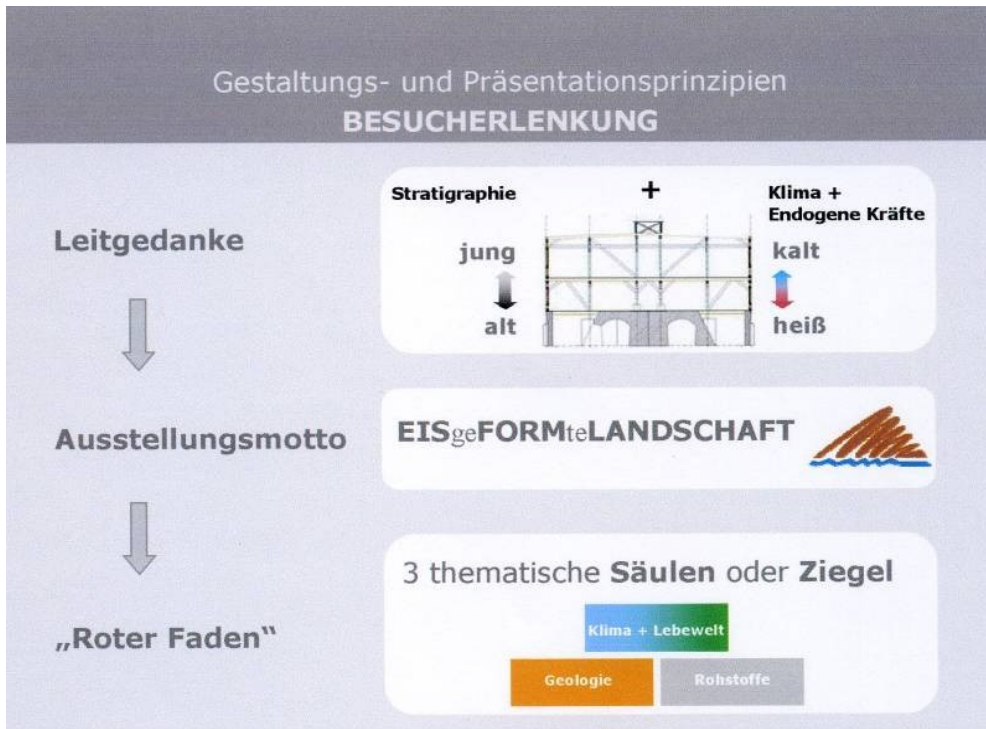 Gestaltungs- und Präsentationsprinzipien
BESUCHERLENKUNG
Leitgedanke
Stratigraphie
+
Klima +
Endogene Kräfte
jung
alt
kalt
heiß
Ausstellungsmotto
EISgeFORMteLANDSCHAFT
„Roter Faden“
3 thematische Säulen oder Ziegel
Klima + Lebewelt
Geologie
Rohstoffe